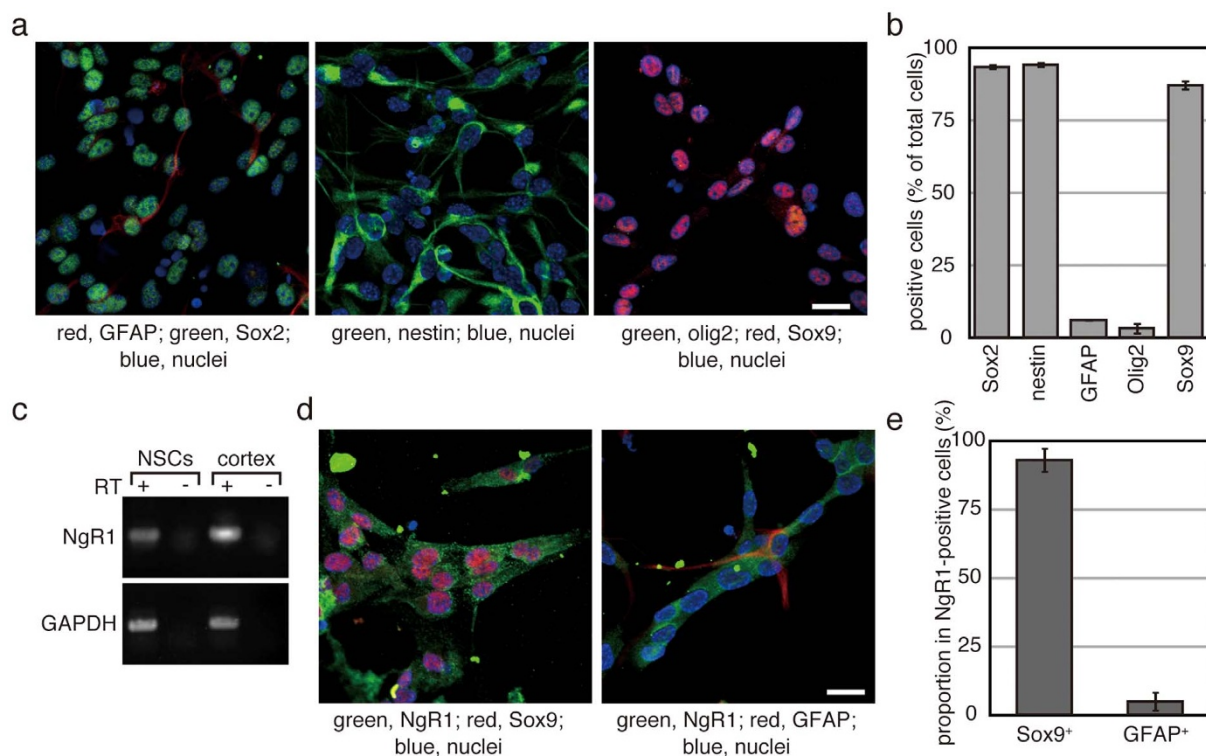 a
red, GFAP; green, Sox2;
blue, nuclei
green, nestin; blue, nuclei
green, olig2; red, Sox9;
blue, nuclei
b
positive cells (% of total cells)
100
75
50
25
0
Sox2
nestin
GFAP
Olig2
Sox9
c
NSCs cortex
RT + - + -
NgR1
GAPDH
d
green, NgR1; red, Sox9;
blue, nuclei
green, NgR1; red, GFAP;
blue, nuclei
e
proportion in NgR1-positive cells (%)
100
75
50
25
0
Sox9⁺ GFAP⁺